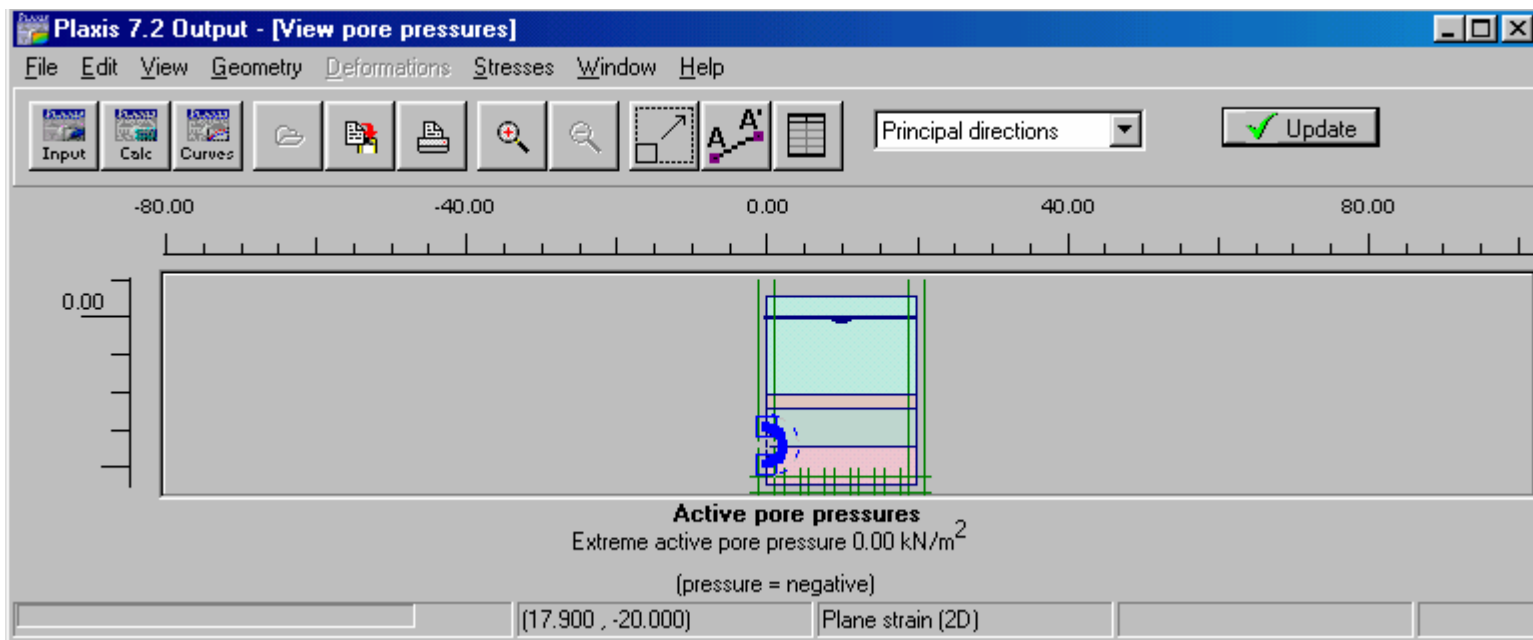 Plaxis 7.2 Output - [View pore pressures]
File Edit View Geometry Deformations Stresses Window Help
Input Calc Curves A A' Principal directions Update
-80.00 -40.00 0.00 40.00 80.00
0.00
Active pore pressures
Extreme active pore pressure 0.00 kN/m²
(pressure = negative)
(17.900 , -20.000) Plane strain (2D)